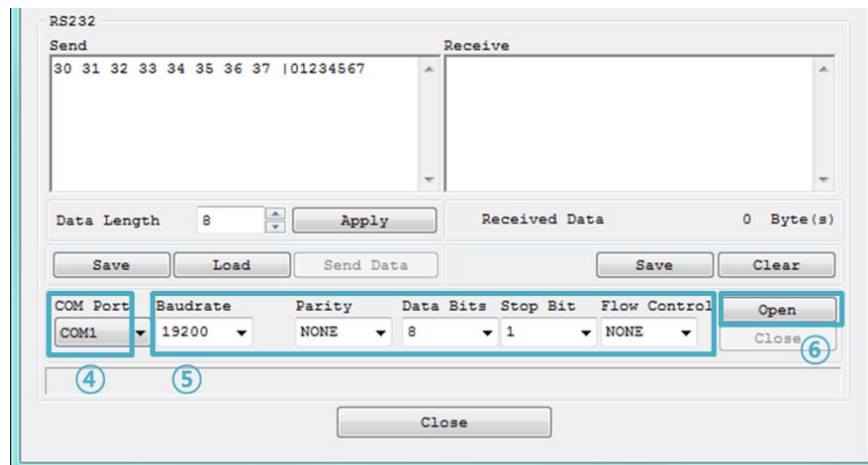 RS232
Send Receive
30 31 32 33 34 35 36 37 |01234567
Data Length 8 Apply Received Data 0 Byte(s)
Save Load Send Data Save Clear
COM Port Baudrate Parity Data Bits Stop Bit Flow Control Open
COM1 19200 NONE 8 1 NONE Close
④ ⑤ ⑥
Close